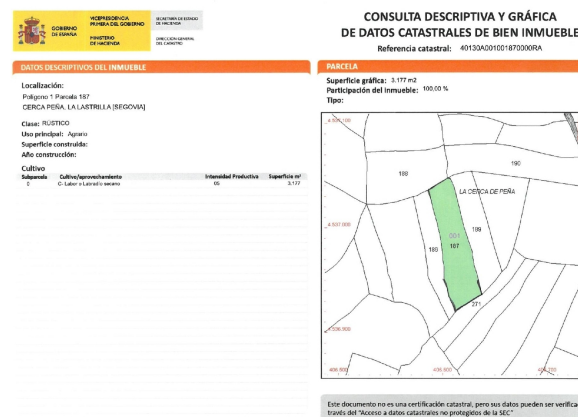 GOBIERNO DE ESPAÑA
VICEPRESIDENCIA PRIMERA DEL GOBIERNO
MINISTERIO DE HACIENDA
SECRETARÍA DE ESTADO DE HACIENDA
DIRECCIÓN GENERAL DEL CATASTRO
CONSULTA DESCRIPTIVA Y GRÁFICA
DE DATOS CATASTRALES DE BIEN INMUEBLE
Referencia catastral: 40130A001001870000RA
DATOS DESCRIPTIVOS DEL INMUEBLE
Localización:
Polígono 1 Parcela 187
CERCA PEÑA. LA LASTRILLA [SEGOVIA]
Clase: RÚSTICO
Uso principal: Agrario
Superficie construida:
Año construcción:
Cultivo
Subparcela Cultivo/aprovechamiento Intensidad Productiva Superficie m²
0 C- Labor o Labradío secano 05 3.177
PARCELA
Superficie gráfica: 3.177 m2
Participación del inmueble: 100,00 %
Tipo:
190
188
LA CERCA DE PEÑA
4.537.000
189
001
187
271
Este documento no es una certificación catastral, pero sus datos pueden ser verifica
través del "Acceso a datos catastrales no protegidos de la SEC"